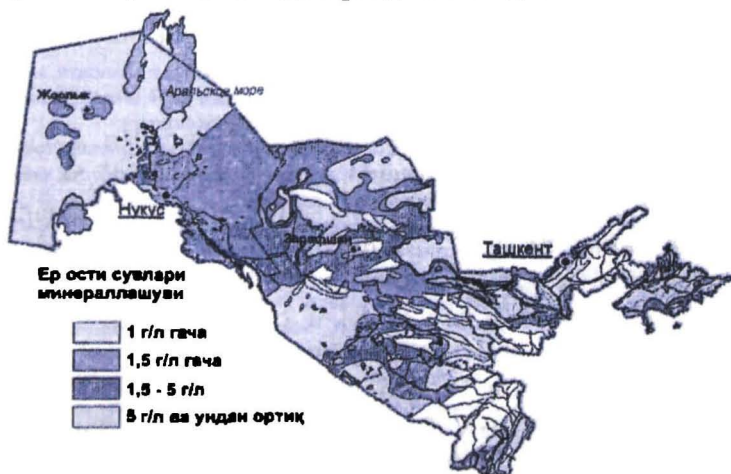 Аральское море
Жаслык
Нукус
Зарафшан
Ташкент
Ер ости сувлари
минераллашуви
1 г/л гача
1,5 г/л гача
1,5 - 5 г/л
5 г/л ва ундан ортиқ